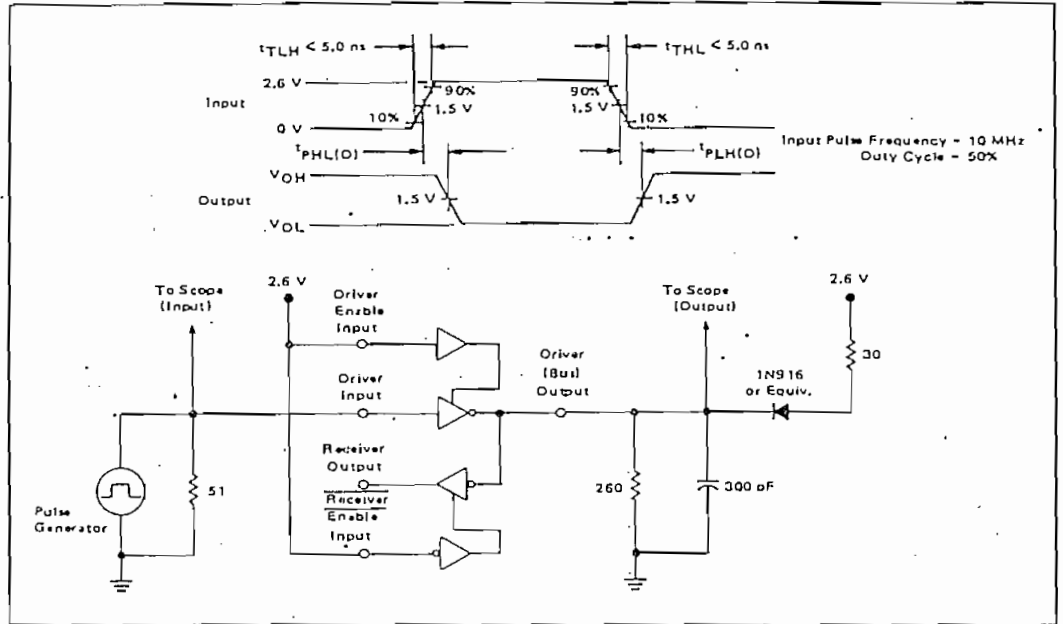 tTLH < 5.0 ns
tTHL < 5.0 ns
2.6 V
90%
90%
Input
1.5 V
1.5 V
10%
10%
0 V
Input Pulse Frequency = 10 MHz
Duty Cycle = 50%
tPHL(D)
tPLH(D)
VOH
Output
1.5 V
1.5 V
VOL
To Scope
(Input)
2.6 V
Driver
Enable
Input
To Scope
(Output)
2.6 V
Driver
(Bus)
Output
30
1N916
or Equiv.
Driver
Input
Receiver
Output
51
260
300 pF
Pulse
Generator
Receiver
Enable
Input